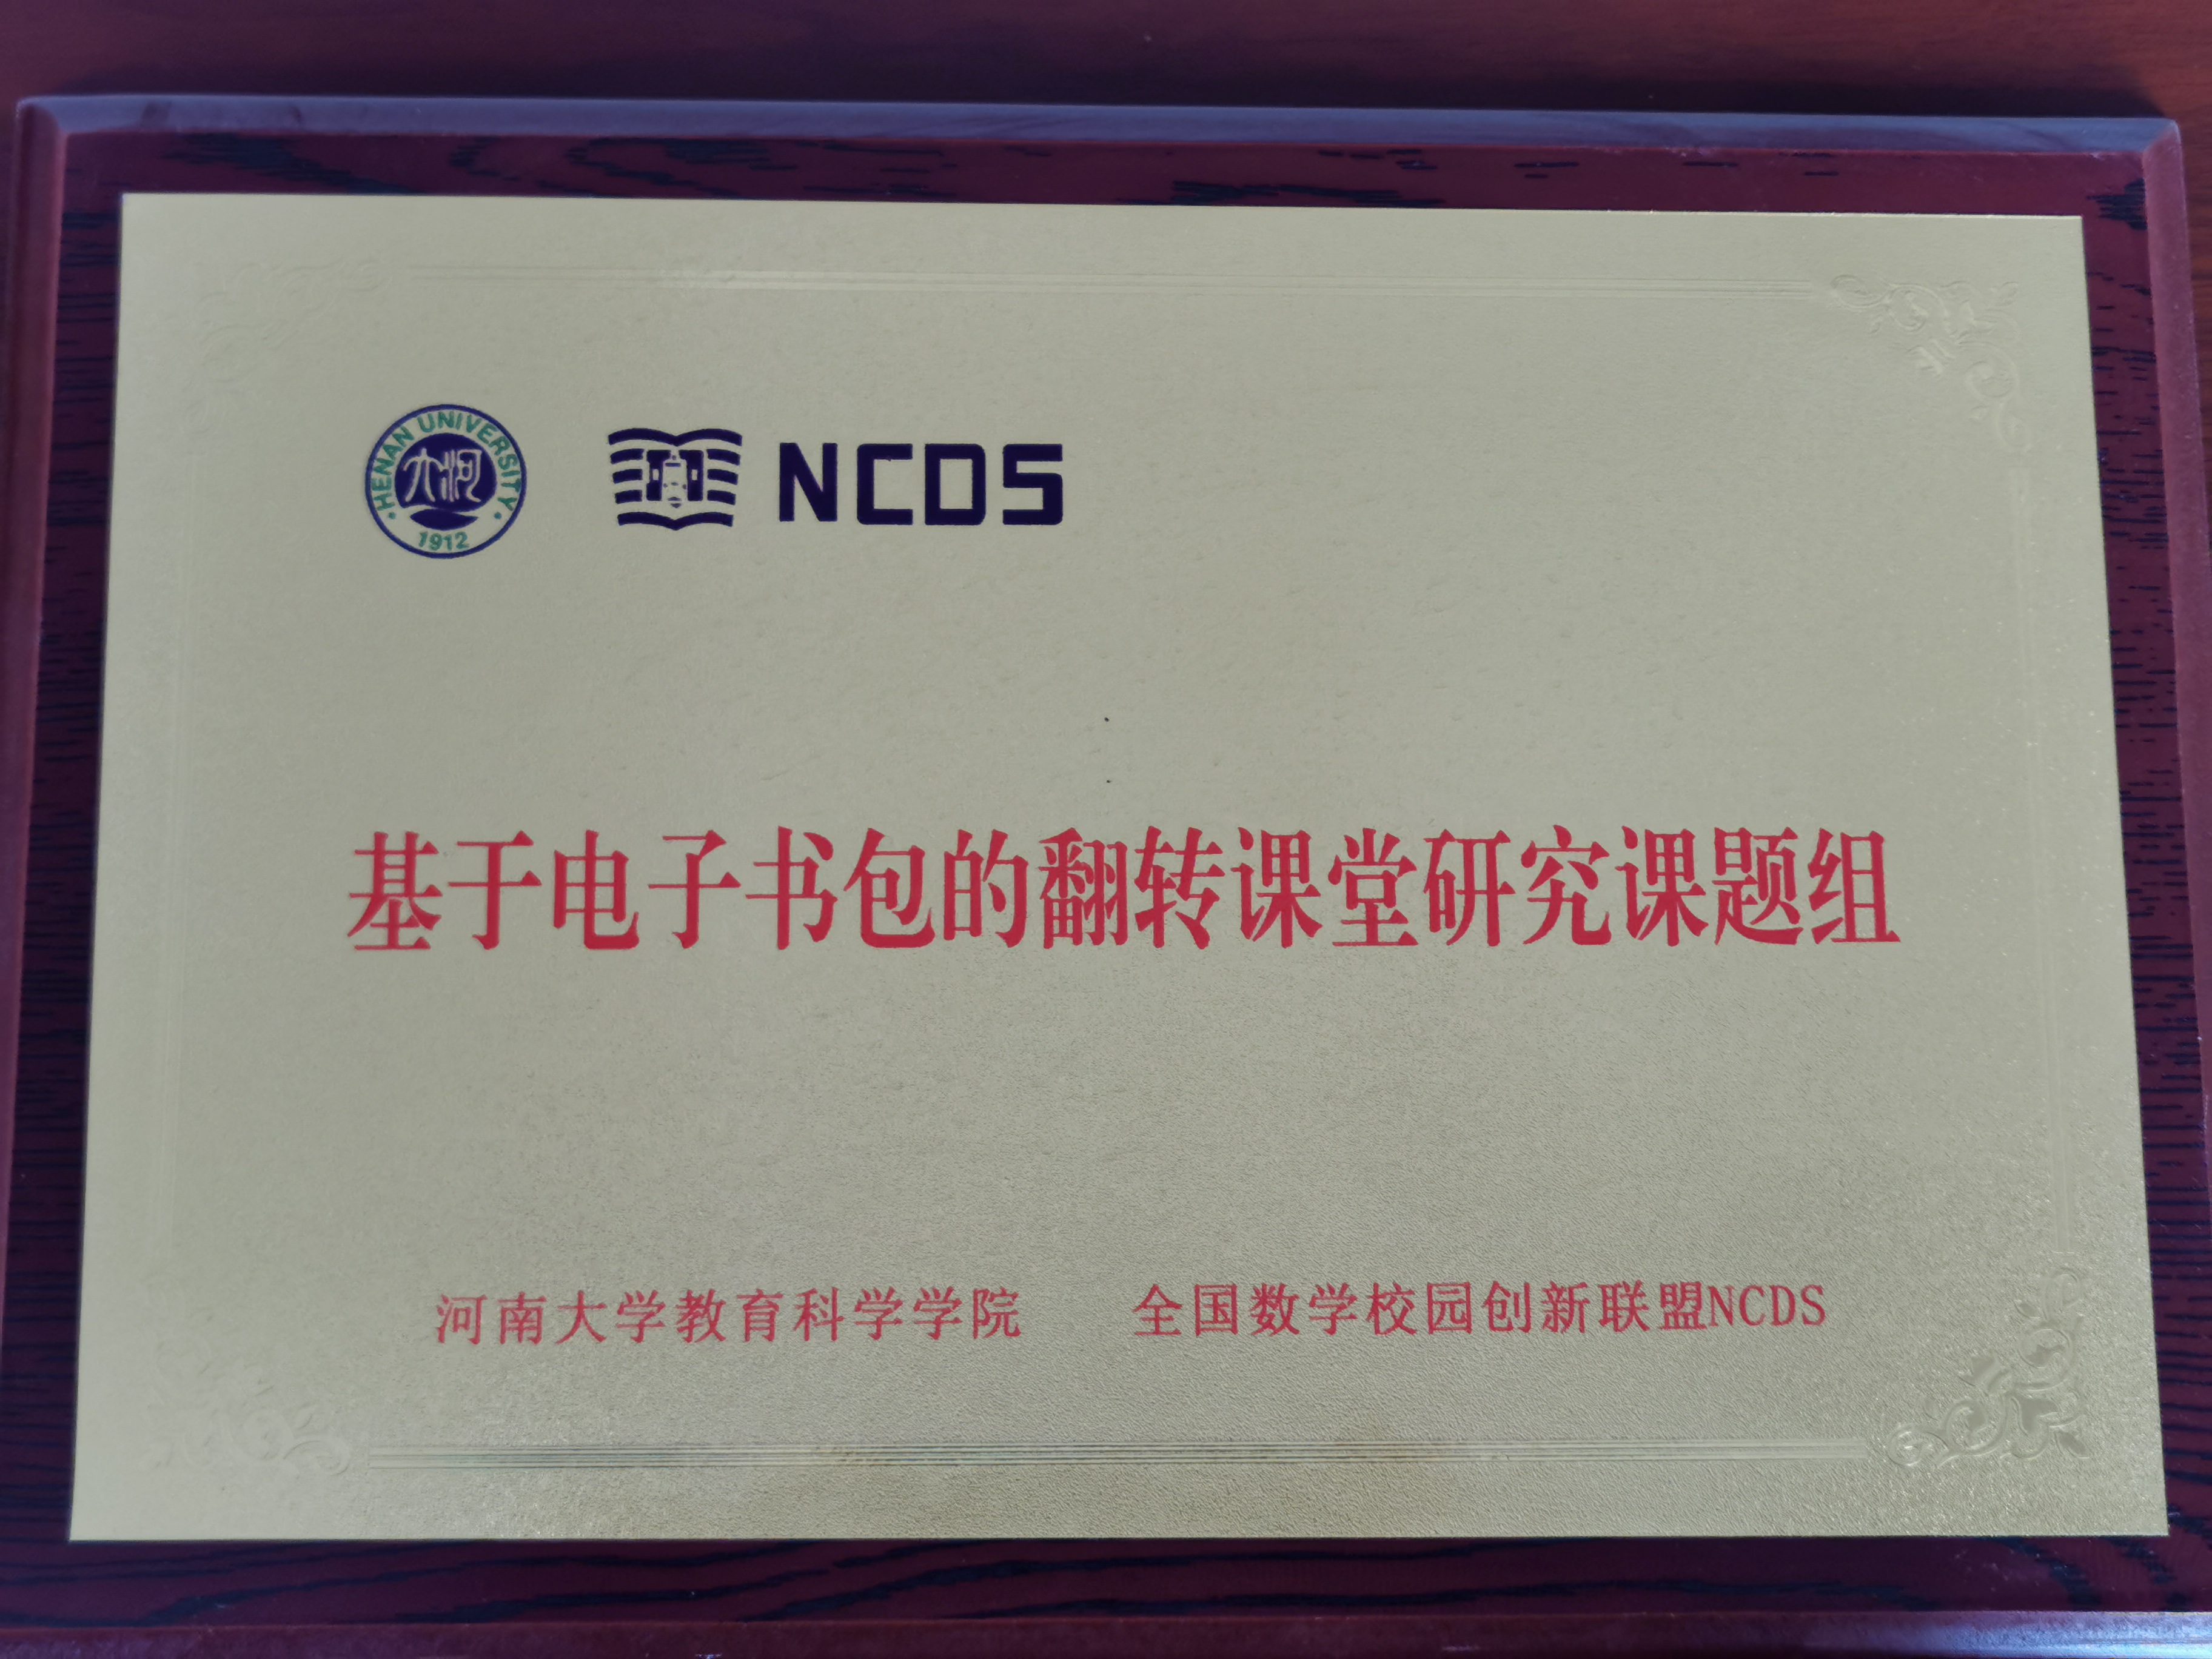 HENAN UNIVERSITY
大河
1912
NCDS
基于电子书包的翻转课堂研究课题组
河南大学教育科学学院 全国数学校园创新联盟NCDS